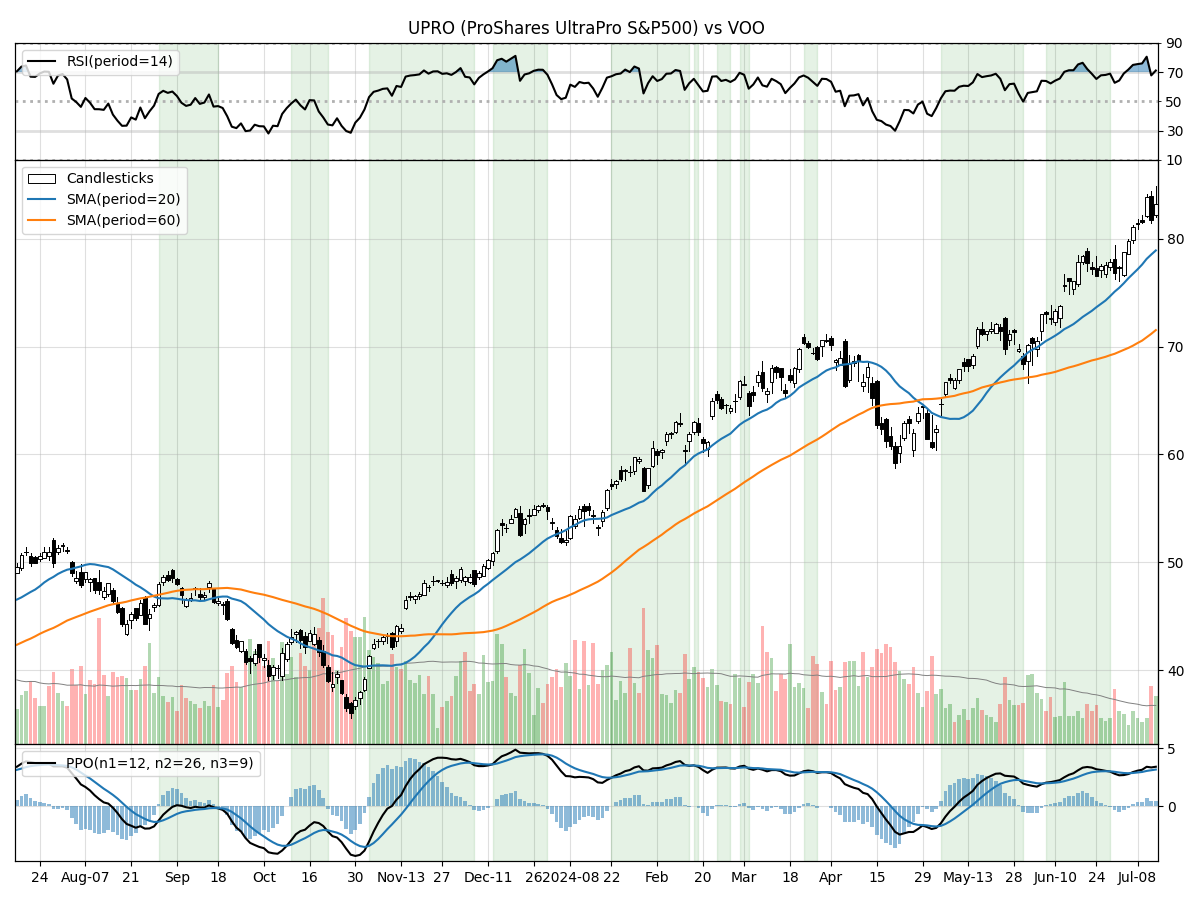 UPRO (ProShares UltraPro S&P500) vs VOO
RSI(period=14)
90
70
50
30
10
Candlesticks
SMA(period=20)
SMA(period=60)
80
70
60
50
40
PPO(n1=12, n2=26, n3=9)
5
0
24 Aug-07 21 Sep 18 Oct 16 30 Nov-13 27 Dec-11 26 2024-08 22 Feb 20 Mar 18 Apr 15 29 May-13 28 Jun-10 24 Jul-08